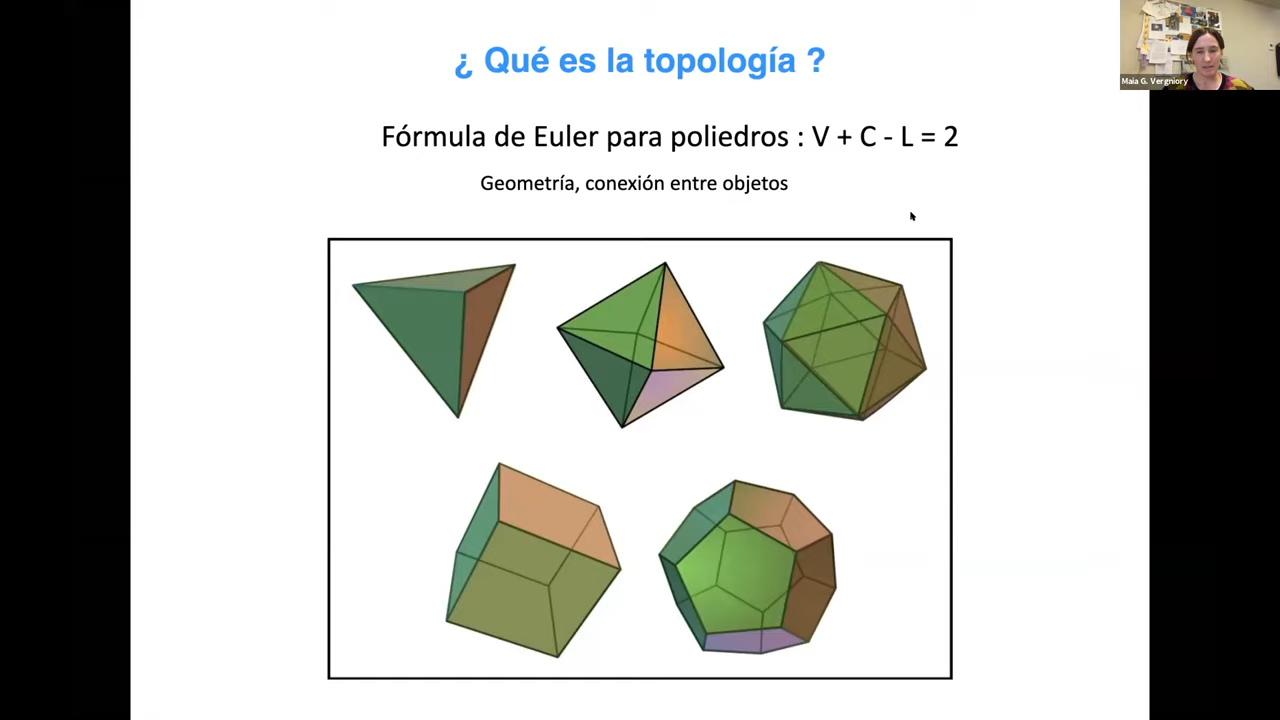 ¿ Qué es la topología ?
Fórmula de Euler para poliedros : V + C - L = 2
Geometría, conexión entre objetos
Maia G. Vergniory